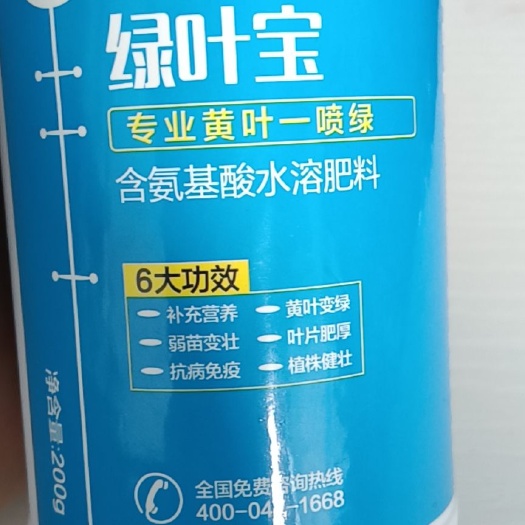 绿叶宝
专业黄叶一喷绿
含氨基酸水溶肥料
6大功效
补充营养
黄叶变绿
弱苗变壮
叶片肥厚
抗病免疫
植株健壮
净含量:200g
全国免费咨询热线